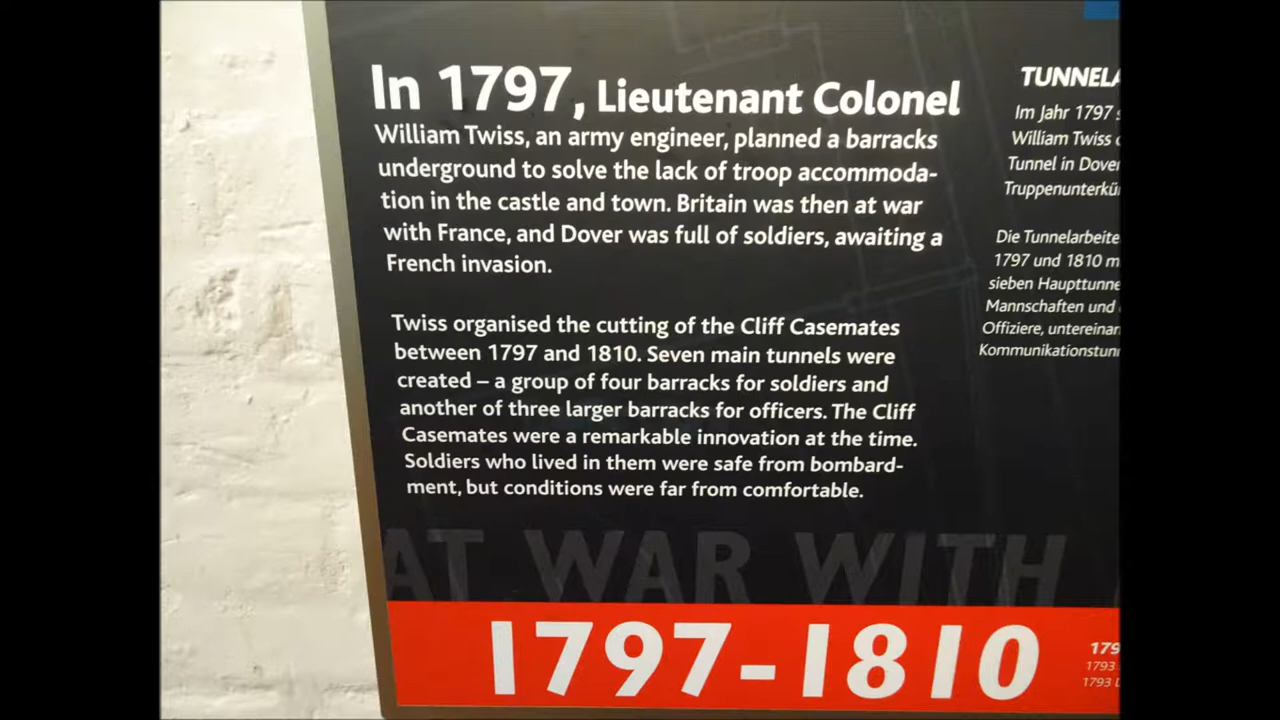 In 1797, Lieutenant Colonel
William Twiss, an army engineer, planned a barracks
underground to solve the lack of troop accommoda-
tion in the castle and town. Britain was then at war
with France, and Dover was full of soldiers, awaiting a
French invasion.
Twiss organised the cutting of the Cliff Casemates
between 1797 and 1810. Seven main tunnels were
created – a group of four barracks for soldiers and
another of three larger barracks for officers. The Cliff
Casemates were a remarkable innovation at the time.
Soldiers who lived in them were safe from bombard-
ment, but conditions were far from comfortable.
AT WAR WITH
1797-1810
Im Jahr 1797
William Twiss
Tunnel in Dover
Die Tunnelarbeite
1797 und 1810
sieben Haupttunne
Mannschaften und
Offiziere, untereinan
1793
1793